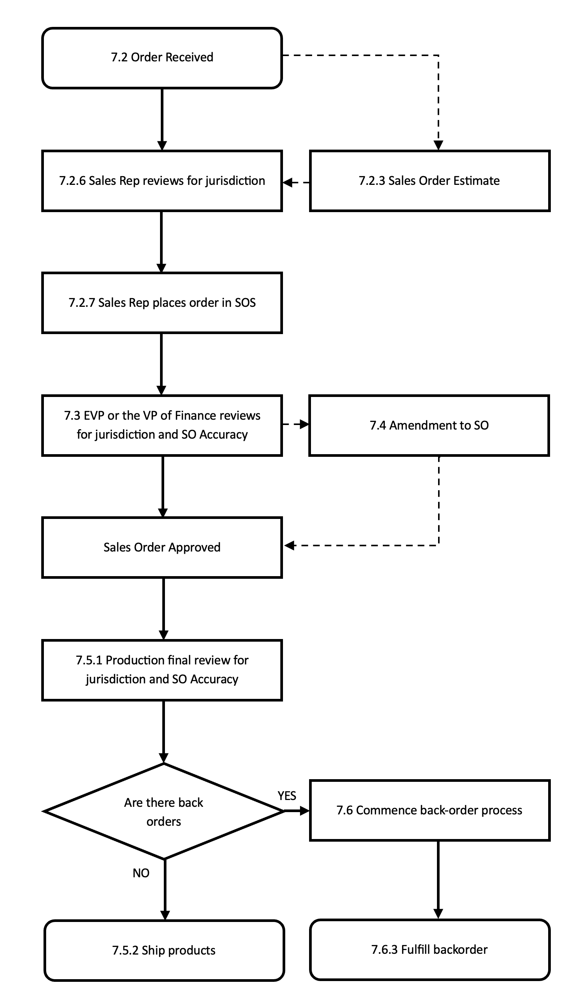 7.2 Order Received
7.2.6 Sales Rep reviews for jurisdiction
7.2.3 Sales Order Estimate
7.2.7 Sales Rep places order in SOS
7.3 EVP or the VP of Finance reviews
for jurisdiction and SO Accuracy
7.4 Amendment to SO
Sales Order Approved
7.5.1 Production final review for
jurisdiction and SO Accuracy
Are there back
orders
YES
7.6 Commence back-order process
NO
7.5.2 Ship products
7.6.3 Fulfill backorder